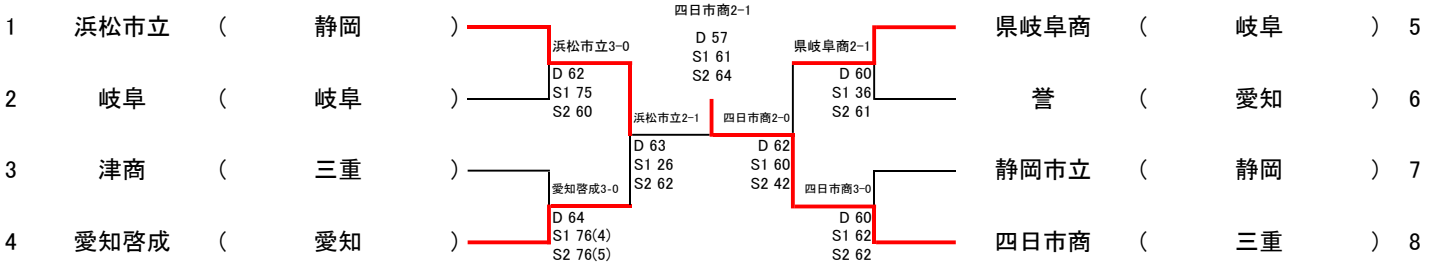 四日市商2-1
D 57
S1 61
S2 64
1 浜松市立 ( 静岡 )
浜松市立3-0
D 62
S1 75
S2 60
2 岐阜 ( 岐阜 )
浜松市立2-1
D 63
S1 26
S2 62
3 津商 ( 三重 )
愛知啓成3-0
D 64
S1 76(4)
S2 76(5)
4 愛知啓成 ( 愛知 )
県岐阜商 ( 岐阜 ) 5
県岐阜商2-1
D 60
S1 36
S2 61
誉 ( 愛知 ) 6
四日市商2-0
D 62
S1 60
S2 42
静岡市立 ( 静岡 ) 7
四日市商3-0
D 60
S1 62
S2 62
四日市商 ( 三重 ) 8